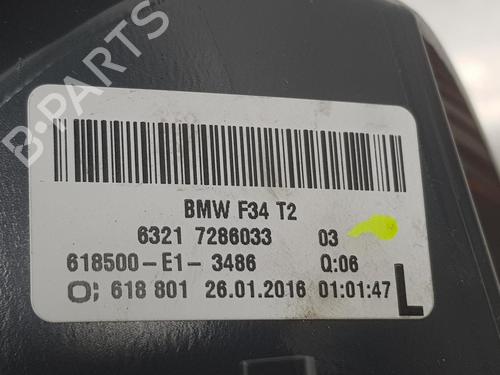 B-PARTS
BMW F34 T2
6321 7286033 03
618500-E1-3486 Q:06
618 801 26.01.2016 01:01:47 L